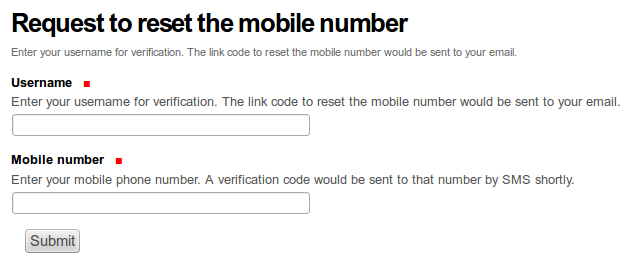 Request to reset the mobile number
Enter your username for verification. The link code to reset the mobile number would be sent to your email.
Username
Enter your username for verification. The link code to reset the mobile number would be sent to your email.
Mobile number
Enter your mobile phone number. A verification code would be sent to that number by SMS shortly.
Submit